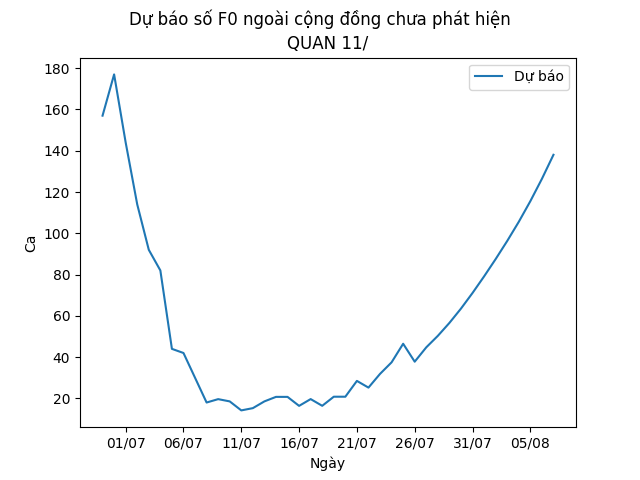 Dự báo số F0 ngoài cộng đồng chưa phát hiện
QUAN 11/
Dự báo
180
160
140
120
100
80
60
40
20
Ca
01/07 06/07 11/07 16/07 21/07 26/07 31/07 05/08
Ngày